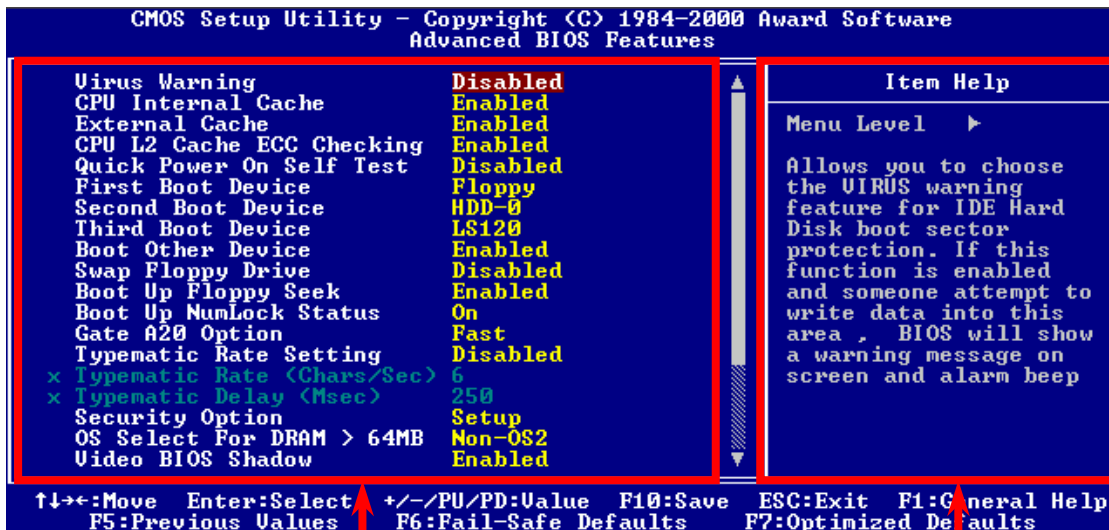 CMOS Setup Utility – Copyright (C) 1984-2000 Award Software
Advanced BIOS Features
Virus Warning Disabled
CPU Internal Cache Enabled
External Cache Enabled
CPU L2 Cache ECC Checking Enabled
Quick Power On Self Test Disabled
First Boot Device Floppy
Second Boot Device HDD-0
Third Boot Device LS120
Boot Other Device Enabled
Swap Floppy Drive Disabled
Boot Up Floppy Seek Enabled
Boot Up NumLock Status On
Gate A20 Option Fast
Typematic Rate Setting Disabled
x Typematic Rate (Chars/Sec) 6
x Typematic Delay (Msec) 250
Security Option Setup
OS Select For DRAM > 64MB Non-OS2
Video BIOS Shadow Enabled
Item Help
Menu Level ►
Allows you to choose
the VIRUS warning
feature for IDE Hard
Disk boot sector
protection. If this
function is enabled
and someone attempt to
write data into this
area , BIOS will show
a warning message on
screen and alarm beep
↑↓→←:Move Enter:Select +/-/PU/PD:Value F10:Save ESC:Exit F1:General Help
F5:Previous Values F6:Fail-Safe Defaults F7:Optimized Defaults